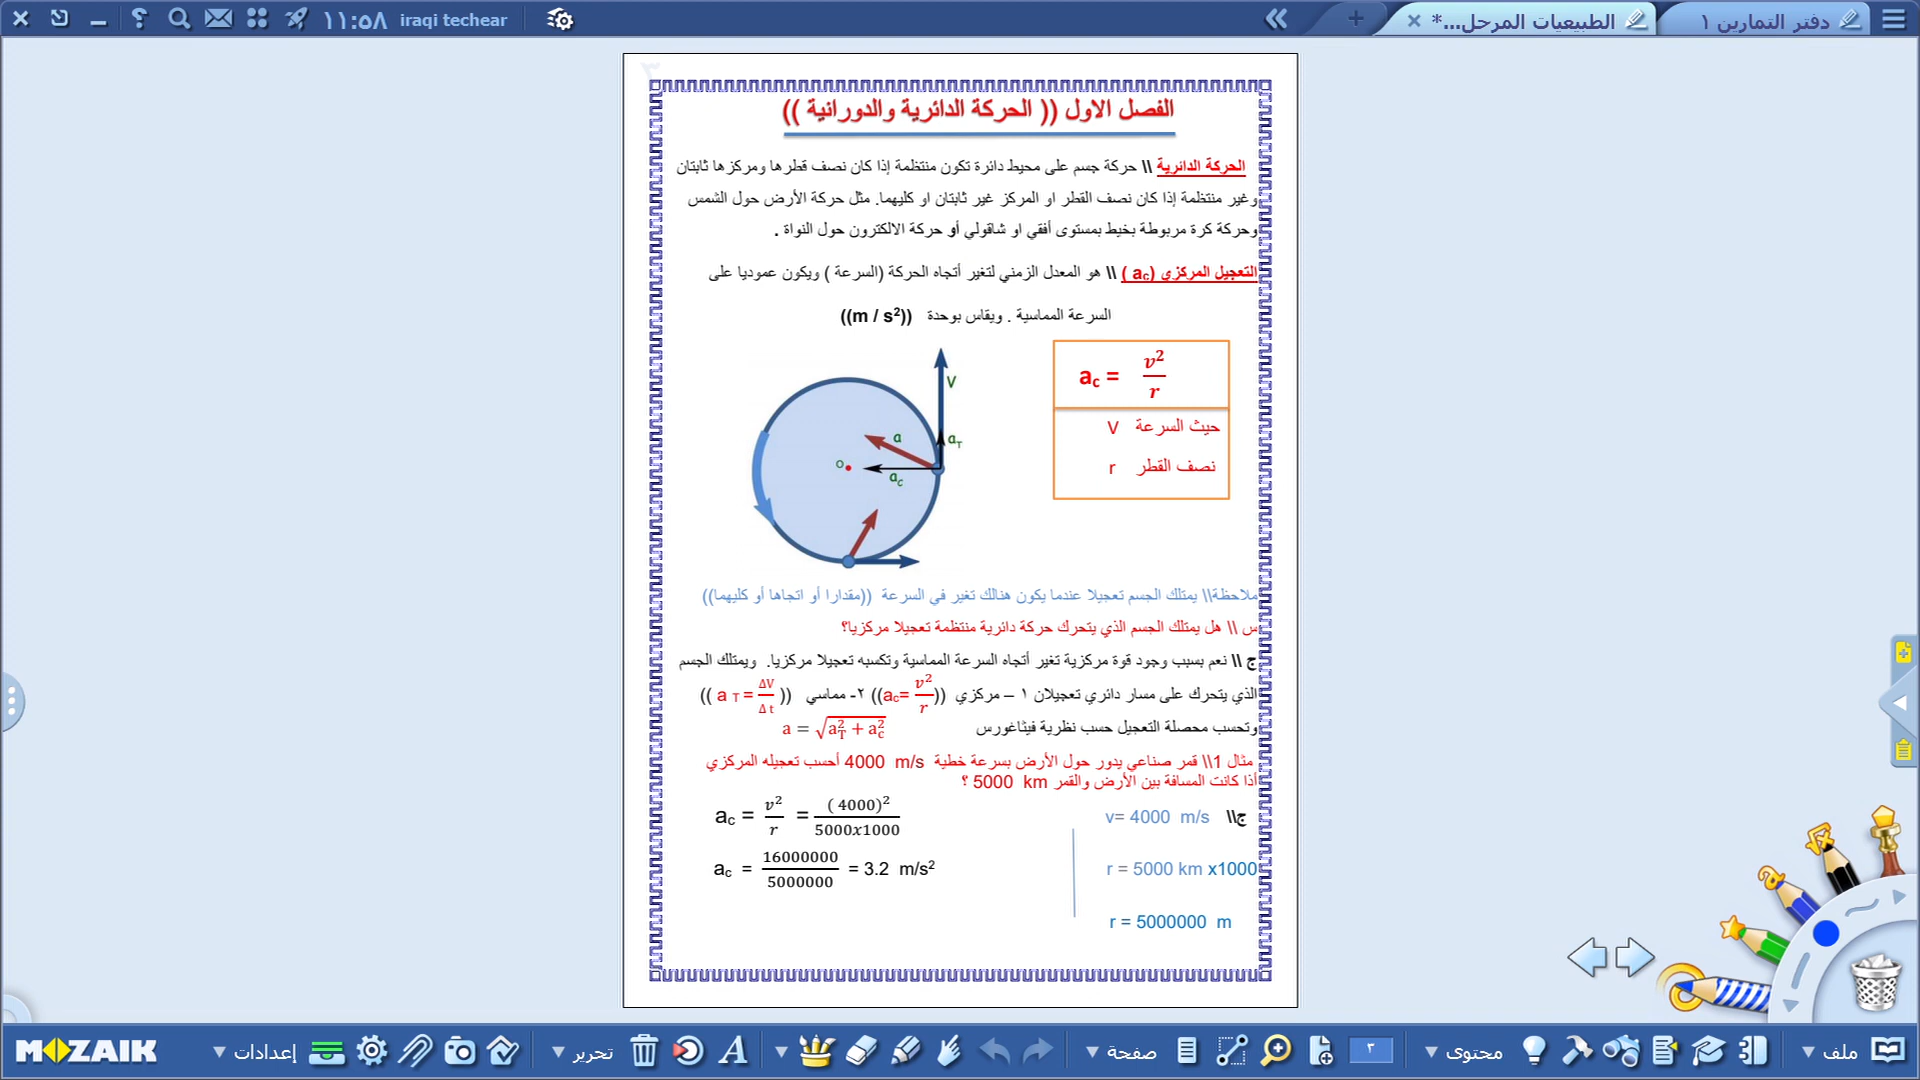 دفتر التمارين ١
الطبيعيات المرحل...*
iraqi techear
١١:٥٨
الفصل الاول (( الحركة الدائرية والدورانية ))
الحركة الدائرية \\ حركة جسم على محيط دائرة تكون منتظمة إذا كان نصف قطرها ومركزها ثابتان
وغير منتظمة إذا كان نصف القطر او المركز غير ثابتان او كليهما. مثل حركة الأرض حول الشمس
وحركة كرة مربوطة بخيط بمستوى أفقي او شاقولي أو حركة الالكترون حول النواة .
التعجيل المركزي (ac ) \\ هو المعدل الزمني لتغير أتجاه الحركة (السرعة ) ويكون عموديا على
السرعة المماسية . ويقاس بوحدة ((m / s²))
ac = v²/r
حيث السرعة V
نصف القطر r
V
a
aT
O
ac
ملاحظة\\ يمتلك الجسم تعجيلا عندما يكون هنالك تغير في السرعة ((مقدارا أو اتجاها أو كليهما))
س \\ هل يمتلك الجسم الذي يتحرك حركة دائرية منتظمة تعجيلا مركزيا؟
ج \\ نعم بسبب وجود قوة مركزية تغير أتجاه السرعة المماسية وتكسبه تعجيلا مركزيا. ويمتلك الجسم
الذي يتحرك على مسار دائري تعجيلان ١ – مركزي ((ac= v²/r)) ٢- مماسي (( a T = ΔV/Δ t ))
وتحسب محصلة التعجيل حسب نظرية فيثاغورس a = √(a²T + a²c)
مثال 1\\ قمر صناعي يدور حول الأرض بسرعة خطية 4000 m/s أحسب تعجيله المركزي
أذا كانت المسافة بين الأرض والقمر 5000 km ؟
ج\\ v= 4000 m/s
ac = v²/r = ( 4000)²/5000x1000
r = 5000 km x1000
ac = 16000000/5000000 = 3.2 m/s²
r = 5000000 m
ملف
محتوى
٣
صفحة
تحرير
إعدادات
MOZAIK